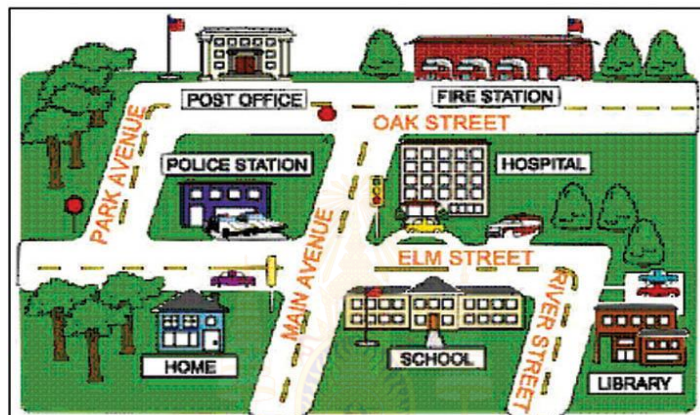 POST OFFICE
FIRE STATION
OAK STREET
PARK AVENUE
POLICE STATION
HOSPITAL
MAIN AVENUE
ELM STREET
RIVER STREET
HOME
SCHOOL
LIBRARY